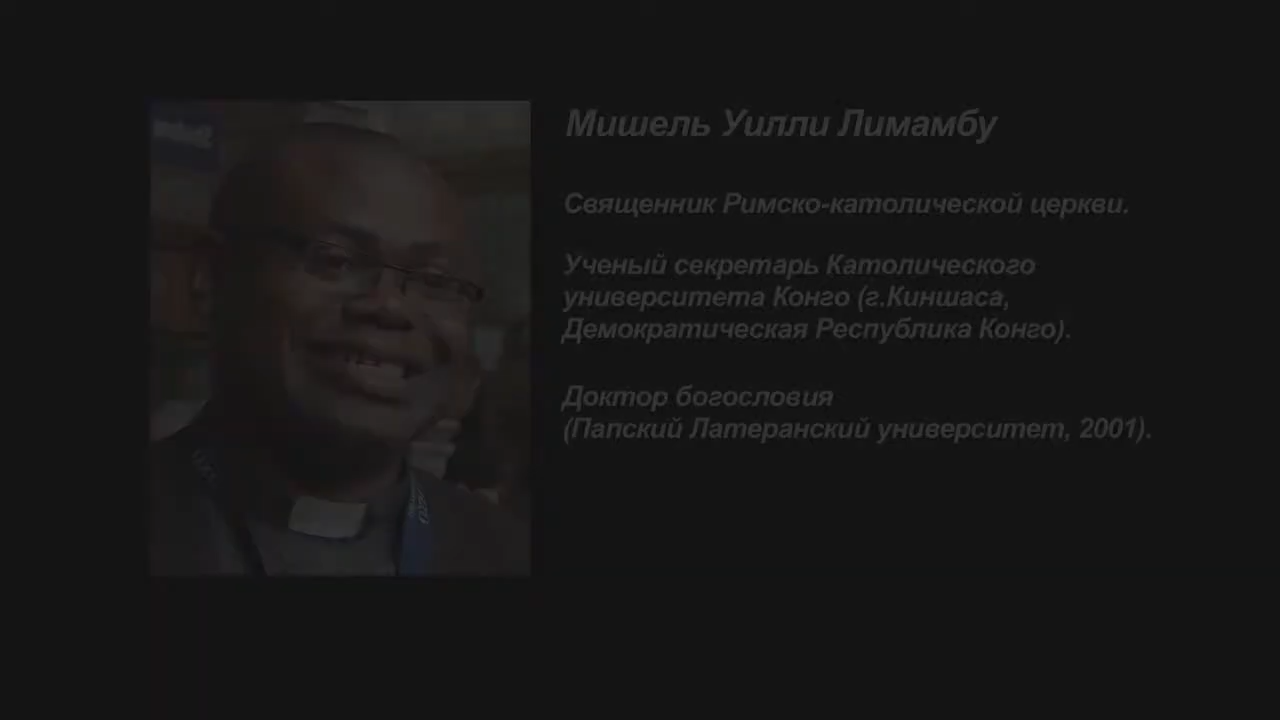 Мишель Уилли Лимамбу
Священник Римско-католической церкви.
Ученый секретарь Католического
университета Конго (г.Киншаса,
Демократическая Республика Конго).
Доктор богословия
(Папский Латеранский университет, 2001).